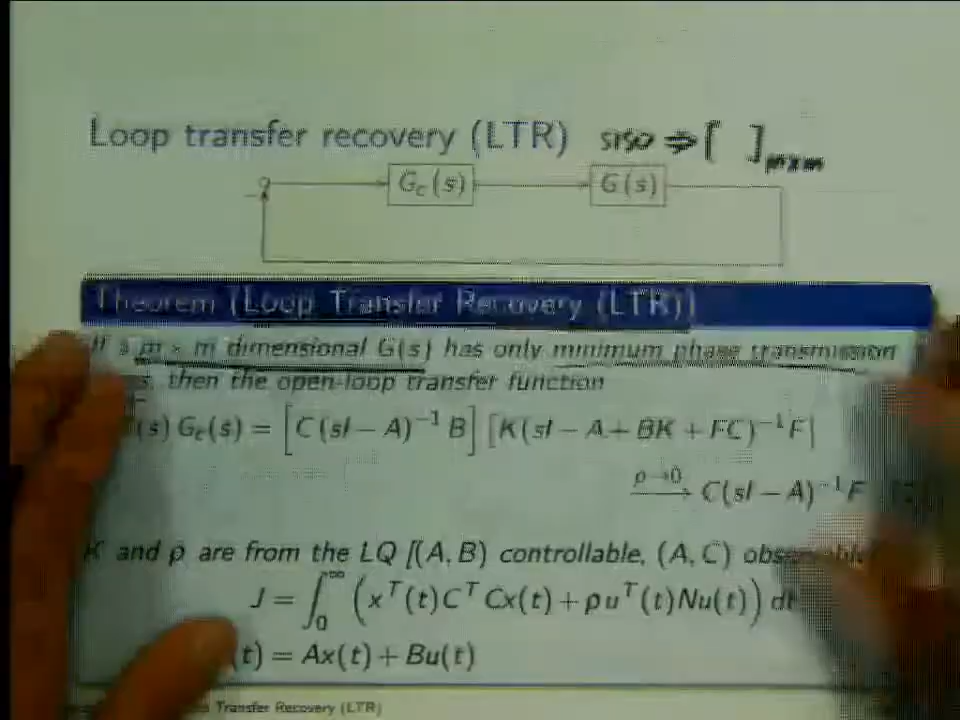 Loop transfer recovery (LTR) SISO ⇒ [ ]m×m
G_c(s) G(s)
Theorem (Loop Transfer Recovery (LTR))
If a m × m dimensional G(s) has only minimum phase transmission
then the open-loop transfer function
(s) G_c(s) = [C(sI − A)^−1 B] [K(sI − A + BK + FC)^−1 F]
ρ→0 C(sI − A)^−1 F
K and ρ are from the LQ [(A, B) controllable, (A, C)
J = ∫_0^∞ (x^T(t)C^T Cx(t) + ρu^T(t)Nu(t)) dt
(t) = Ax(t) + Bu(t)
Transfer Recovery (LTR)